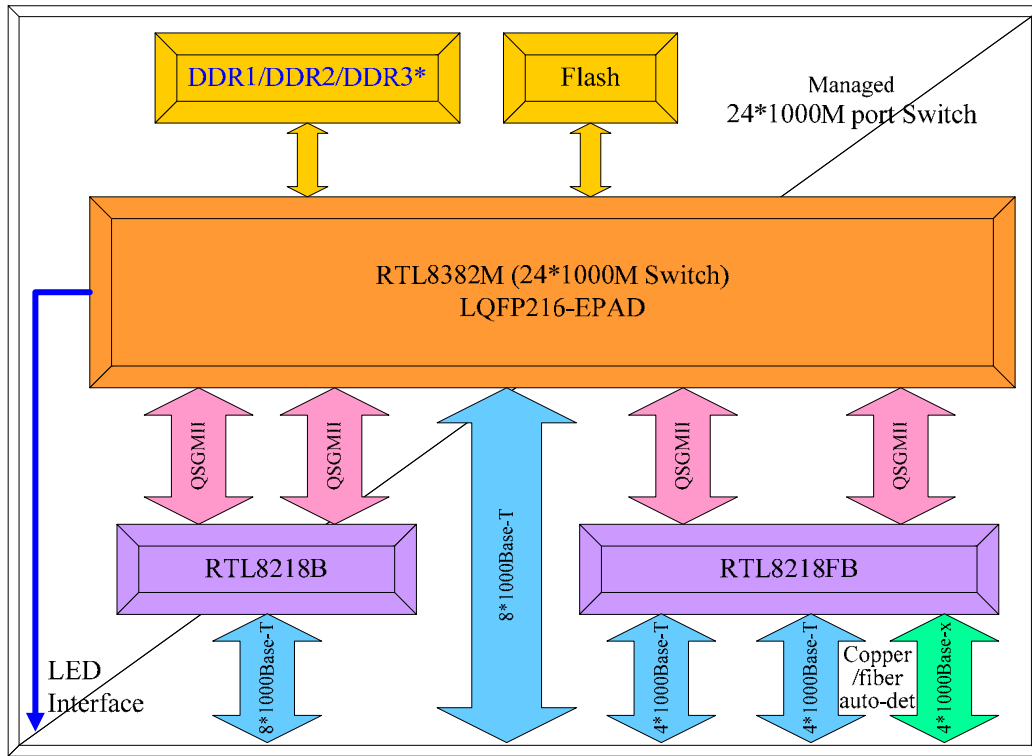 DDR1/DDR2/DDR3*
Flash
Managed
24*1000M port Switch
RTL8382M (24*1000M Switch)
LQFP216-EPAD
QSGMII
QSGMII
8*1000Base-T
QSGMII
QSGMII
RTL8218B
RTL8218FB
LED
Interface
8*1000Base-T
4*1000Base-T
4*1000Base-T
Copper
/fiber
auto-det
4*1000Base-x